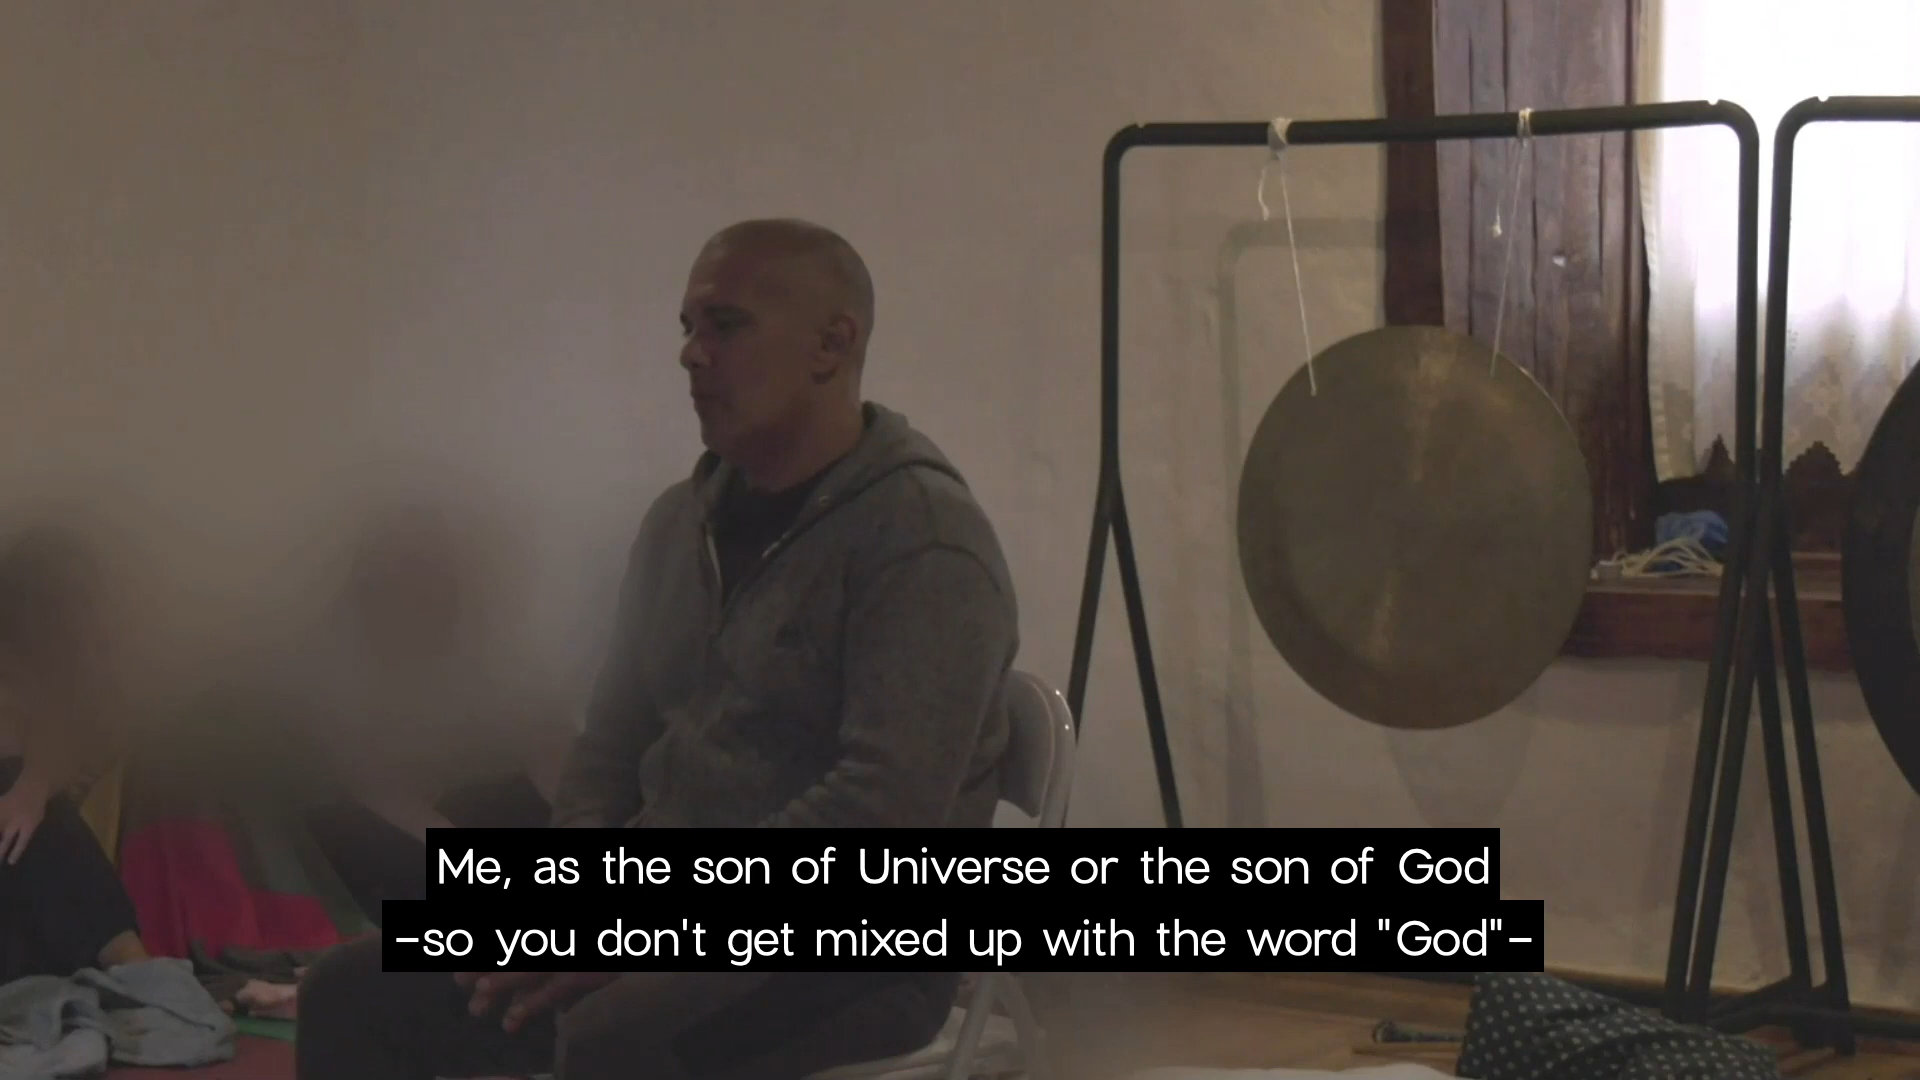 Me, as the son of Universe or the son of God
-so you don't get mixed up with the word "God"-